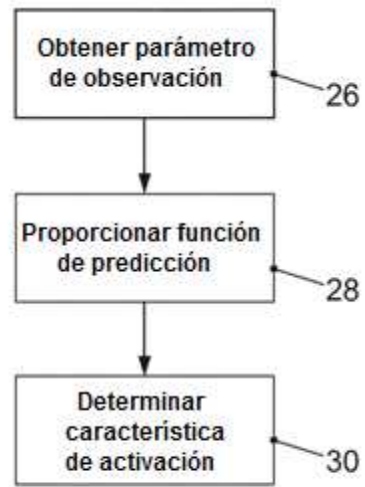 Obtener parámetro
de observación
26
Proporcionar función
de predicción
28
Determinar
característica
de activación
30